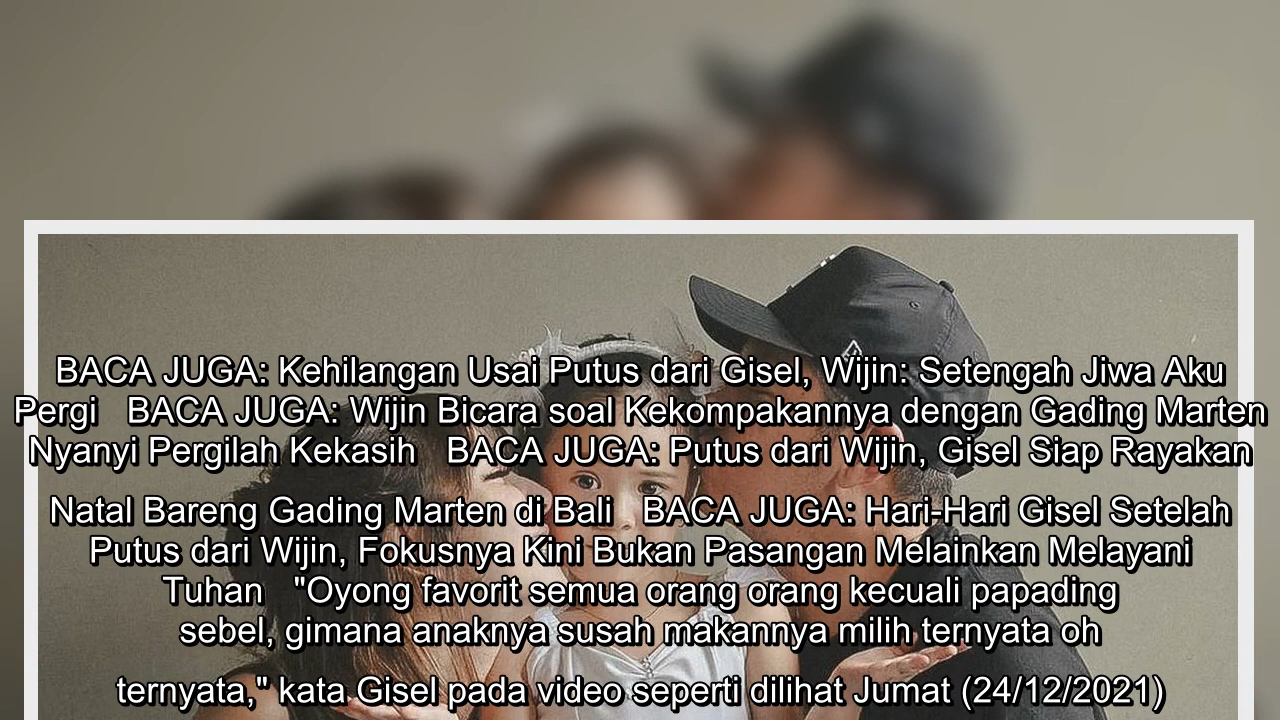 BACA JUGA: Kehilangan Usai Putus dari Gisel, Wijin: Setengah Jiwa Aku
Pergi   BACA JUGA: Wijin Bicara soal Kekompakannya dengan Gading Marten
Nyanyi Pergilah Kekasih   BACA JUGA: Putus dari Wijin, Gisel Siap Rayakan
Natal Bareng Gading Marten di Bali   BACA JUGA: Hari-Hari Gisel Setelah
Putus dari Wijin, Fokusnya Kini Bukan Pasangan Melainkan Melayani
Tuhan   "Oyong favorit semua orang orang kecuali papading
sebel, gimana anaknya susah makannya milih ternyata oh
ternyata," kata Gisel pada video seperti dilihat Jumat (24/12/2021)